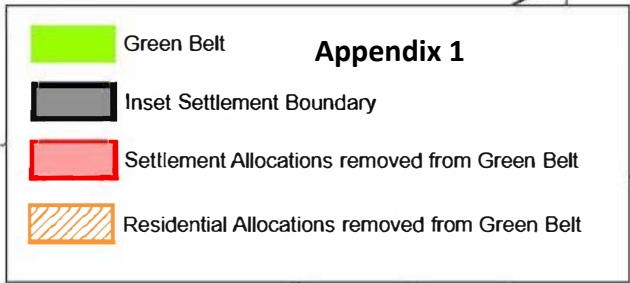 Green Belt
Appendix 1
Inset Settlement Boundary
Settlement Allocations removed from Green Belt
Residential Allocations removed from Green Belt